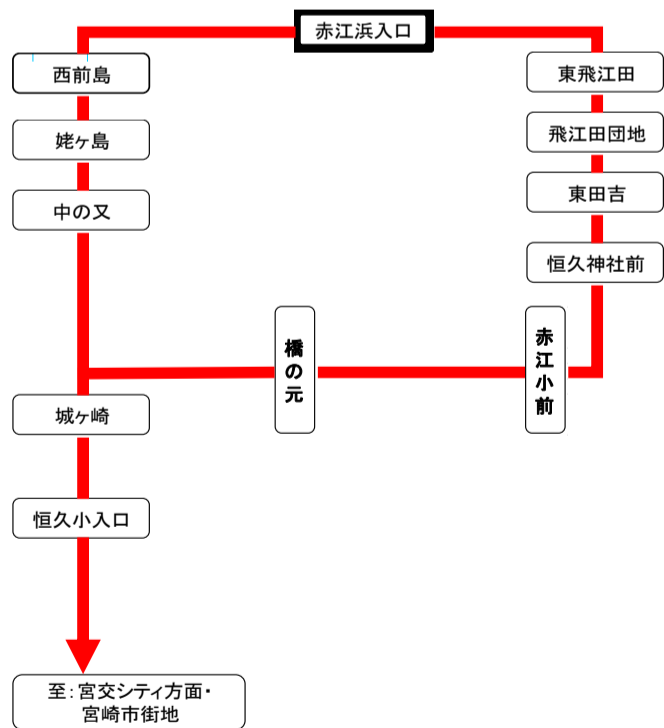 赤江浜入口
西前島
東飛江田
姥ヶ島
飛江田団地
中の又
東田吉
恒久神社前
橋の元
赤江小前
城ヶ崎
恒久小入口
至:宮交シティ方面・
宮崎市街地